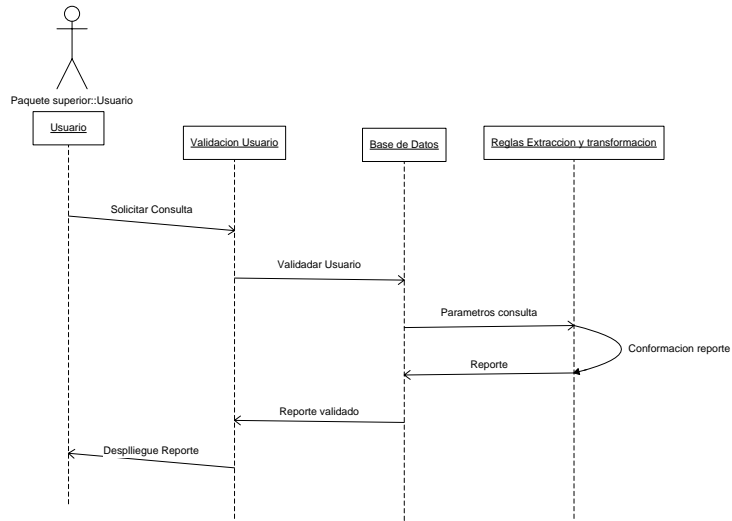 Paquete superior::Usuario
Usuario
Validacion Usuario
Base de Datos
Reglas Extraccion y transformacion
Solicitar Consulta
Validadar Usuario
Parametros consulta
Conformacion reporte
Reporte
Reporte validado
Desplliegue Reporte